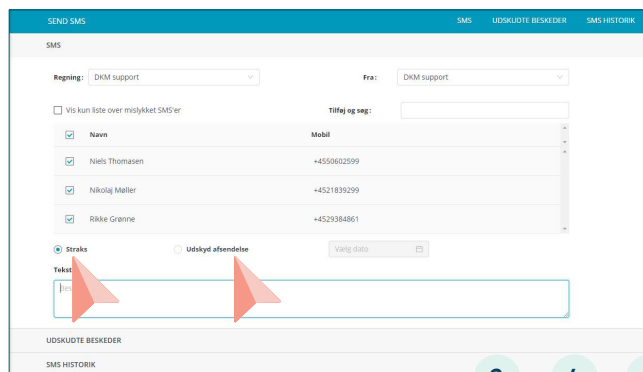 SEND SMS SMS UDSKUDTE BESKEDER SMS HISTORIK
SMS
Regning: DKM support Fra: DKM support
Vis kun liste over mislykket SMS'er Tilføj og søg:
Navn Mobil
Niels Thomasen +4550602599
Nikolaj Møller +4521839299
Rikke Grønne +4529384861
Straks Udskyd afsendelse Vælg dato
Tekst
UDSKUDTE BESKEDER
SMS HISTORIK